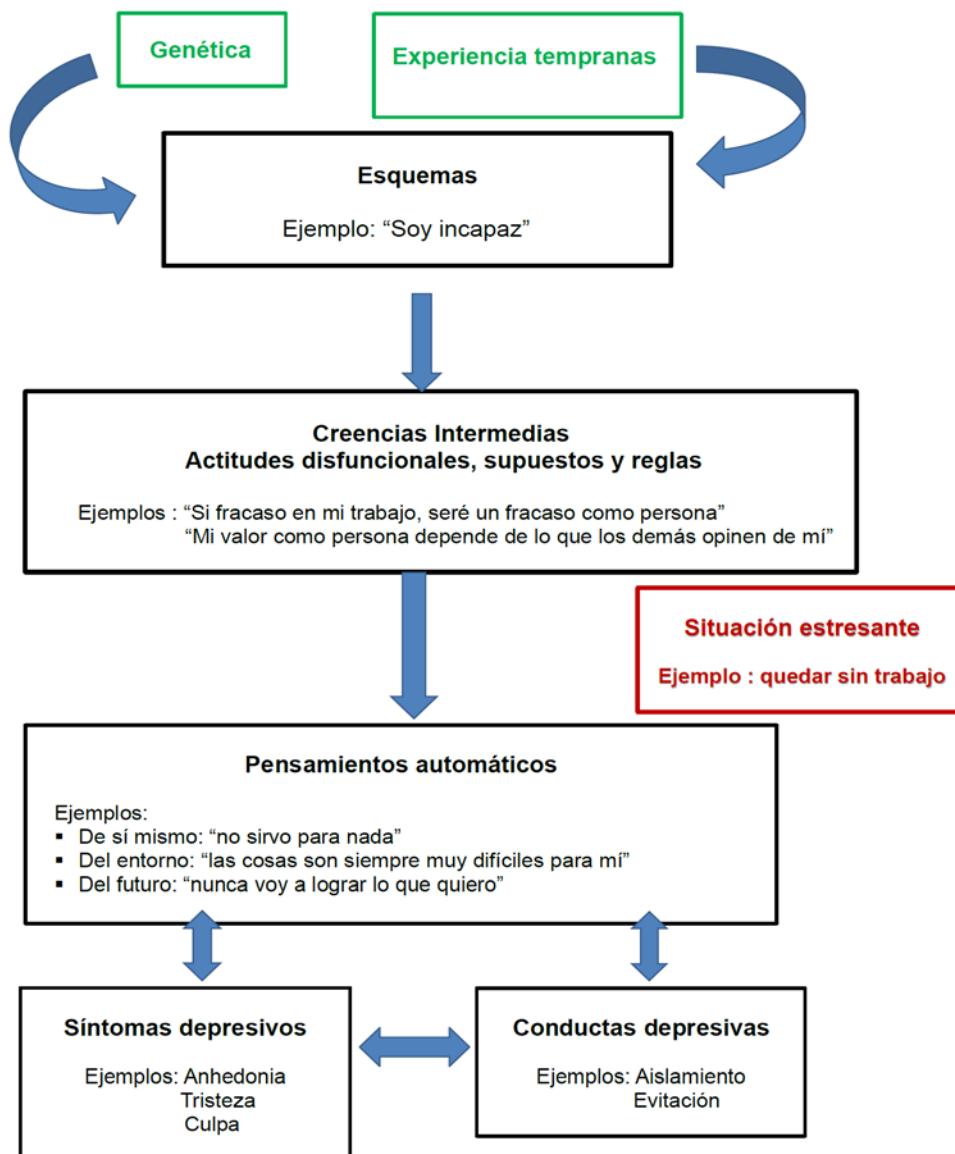 Genética
Experiencia tempranas
Esquemas
Ejemplo: “Soy incapaz”
Creencias Intermedias
Actitudes disfuncionales, supuestos y reglas
Ejemplos : “Si fracaso en mi trabajo, seré un fracaso como persona”
“Mi valor como persona depende de lo que los demás opinen de mí”
Situación estresante
Ejemplo : quedar sin trabajo
Pensamientos automáticos
Ejemplos:
▪ De sí mismo: “no sirvo para nada”
▪ Del entorno: “las cosas son siempre muy difíciles para mí”
▪ Del futuro: “nunca voy a lograr lo que quiero”
Síntomas depresivos
Ejemplos: Anhedonia
Tristeza
Culpa
Conductas depresivas
Ejemplos: Aislamiento
Evitación